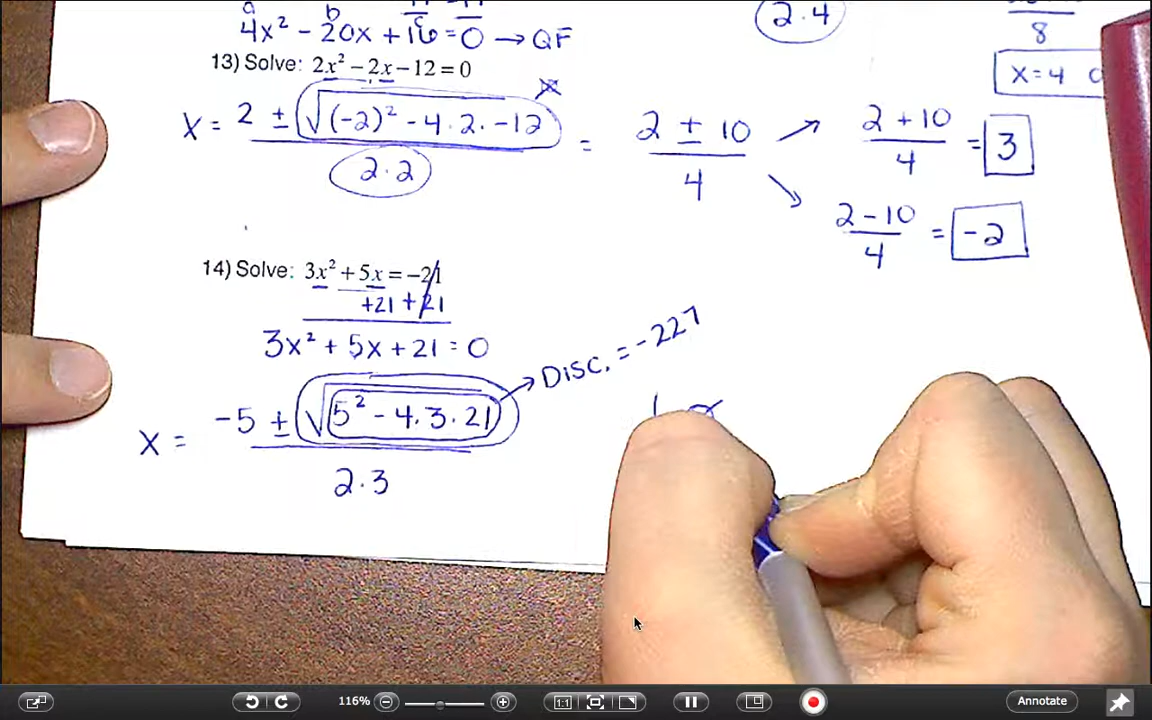 a b
4x² - 20x + 16 = 0 → QF
2·4
8
x = 4
13) Solve: 2x² − 2x − 12 = 0
x = 2 ± √(-2)² - 4·2·-12
2·2
= 2 ± 10
4
2 + 10
4
= 3
2 - 10
4
= -2
14) Solve: 3x² + 5x = −21
+21 +21
3x² + 5x + 21 = 0
x = -5 ± √5² - 4·3·21
2·3
Disc. = -227
116%
1:1
Annotate